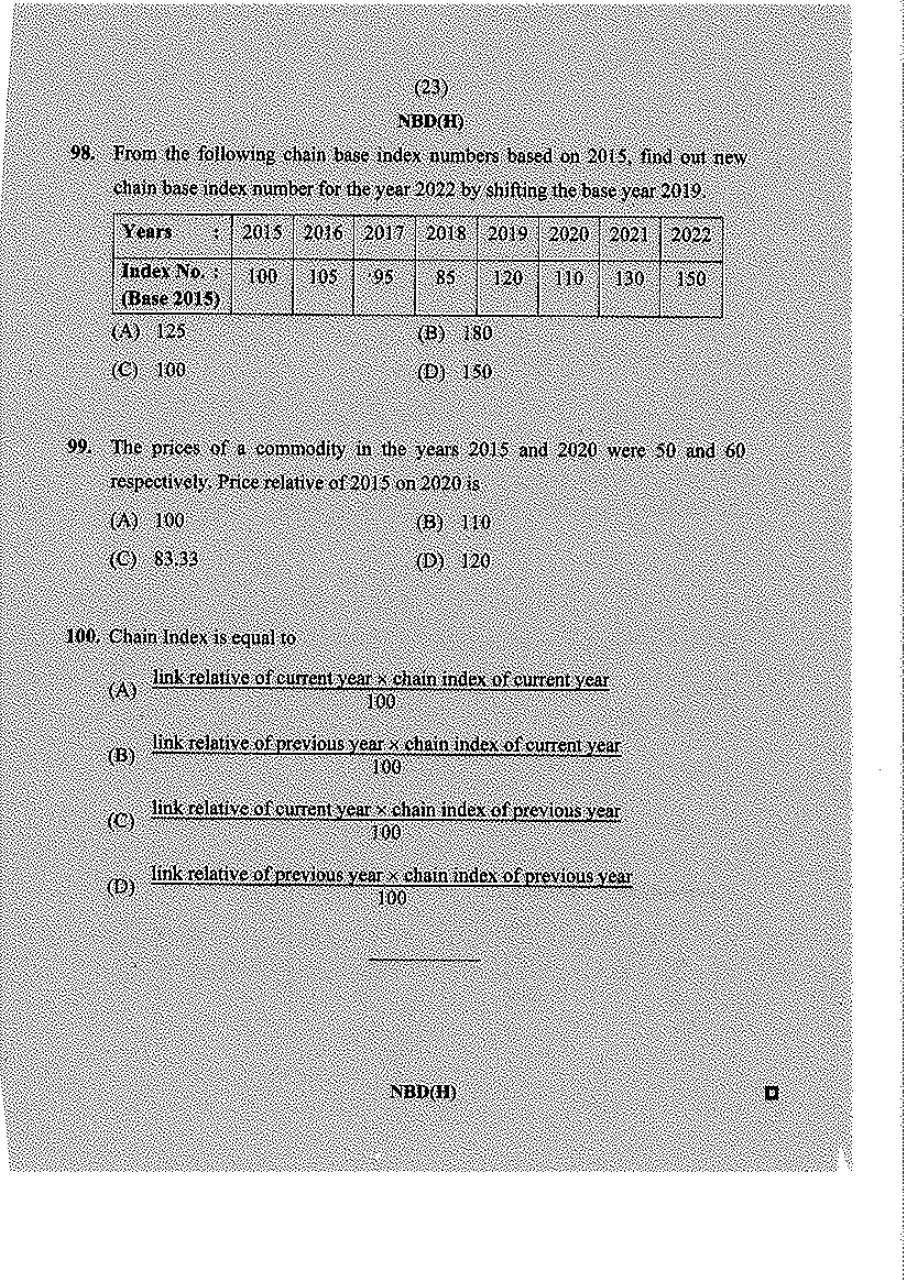 (23)
NBD(H)
98. From the following chain base index numbers based on 2015, find out new
chain base index number for the year 2022 by shifting the base year 2019.
Years : 2015 2016 2017 2018 2019 2020 2021 2022
Index No. : 100 105 95 85 120 110 130 150
(Base 2015)
(A) 125 (B) 180
(C) 100 (D) 150
99. The prices of a commodity in the years 2015 and 2020 were 50 and 60
respectively. Price relative of 2015 on 2020 is
(A) 100 (B) 110
(C) 83.33 (D) 120
100. Chain Index is equal to
(A) link relative of current year × chain index of current year
100
(B) link relative of previous year × chain index of current year
100
(C) link relative of current year × chain index of previous year
100
(D) link relative of previous year × chain index of previous year
100
NBD(H)